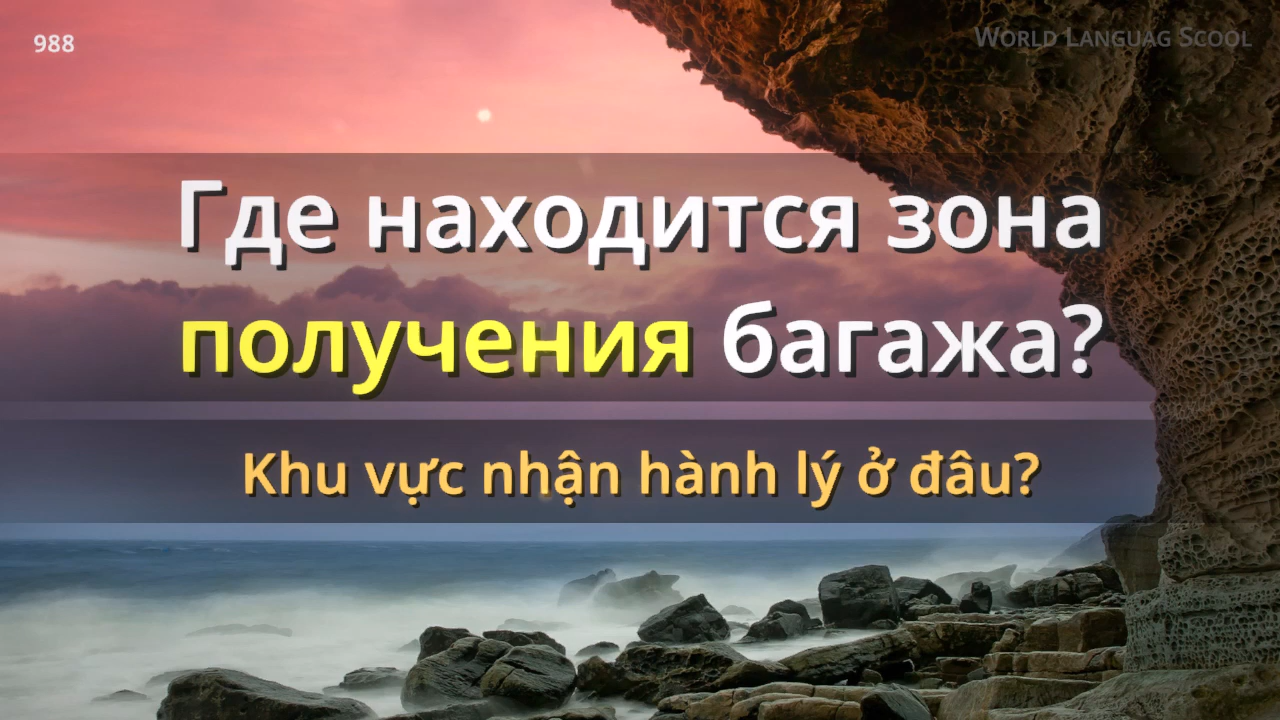 988
World Languag Scool
Где находится зона
получения багажа?
Khu vực nhận hành lý ở đâu?